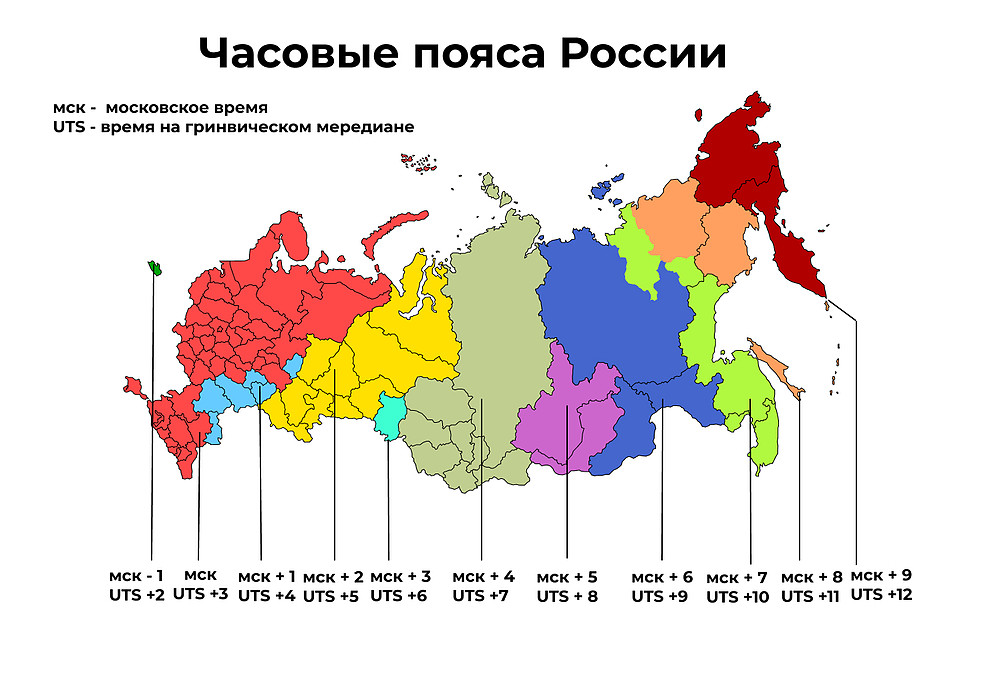 Часовые пояса России
мск -  московское время
UTS - время на гринвическом мередиане
мск - 1
UTS +2
мск
UTS +3
мск + 1
UTS +4
мск + 2
UTS +5
мск + 3
UTS +6
мск + 4
UTS +7
мск + 5
UTS + 8
мск + 6
UTS +9
мск + 7
UTS +10
мск + 8
UTS +11
мск + 9
UTS +12